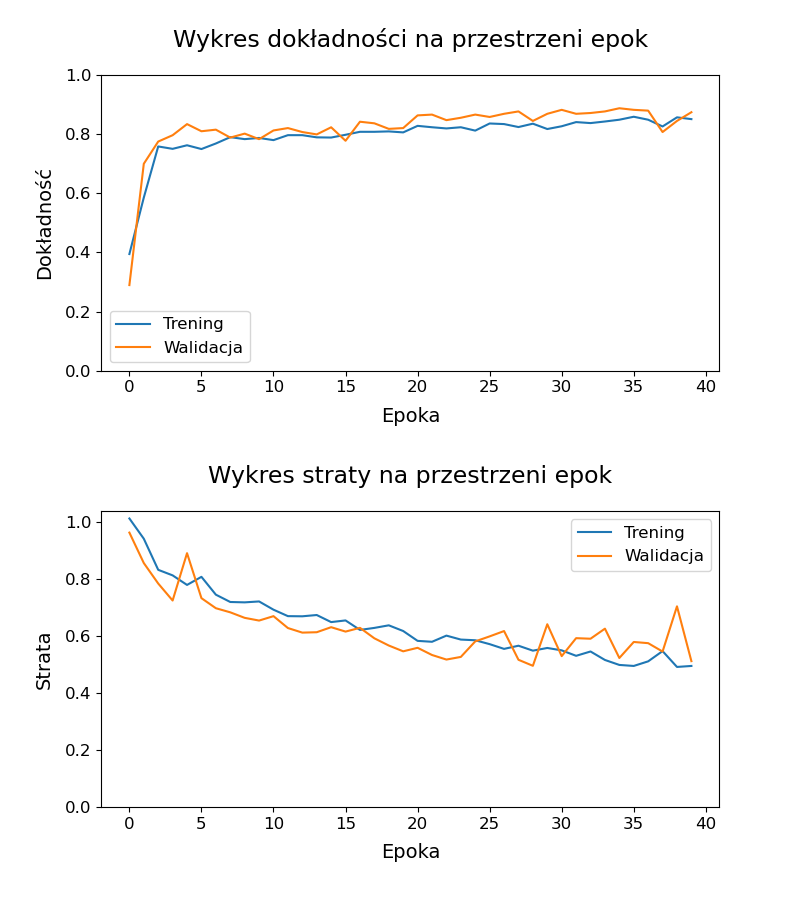 Wykres dokładności na przestrzeni epok
1.0
0.8
0.6
0.4
0.2
0.0
Dokładność
Trening
Walidacja
0 5 10 15 20 25 30 35 40
Epoka
Wykres straty na przestrzeni epok
1.0
0.8
0.6
0.4
0.2
0.0
Strata
Trening
Walidacja
0 5 10 15 20 25 30 35 40
Epoka